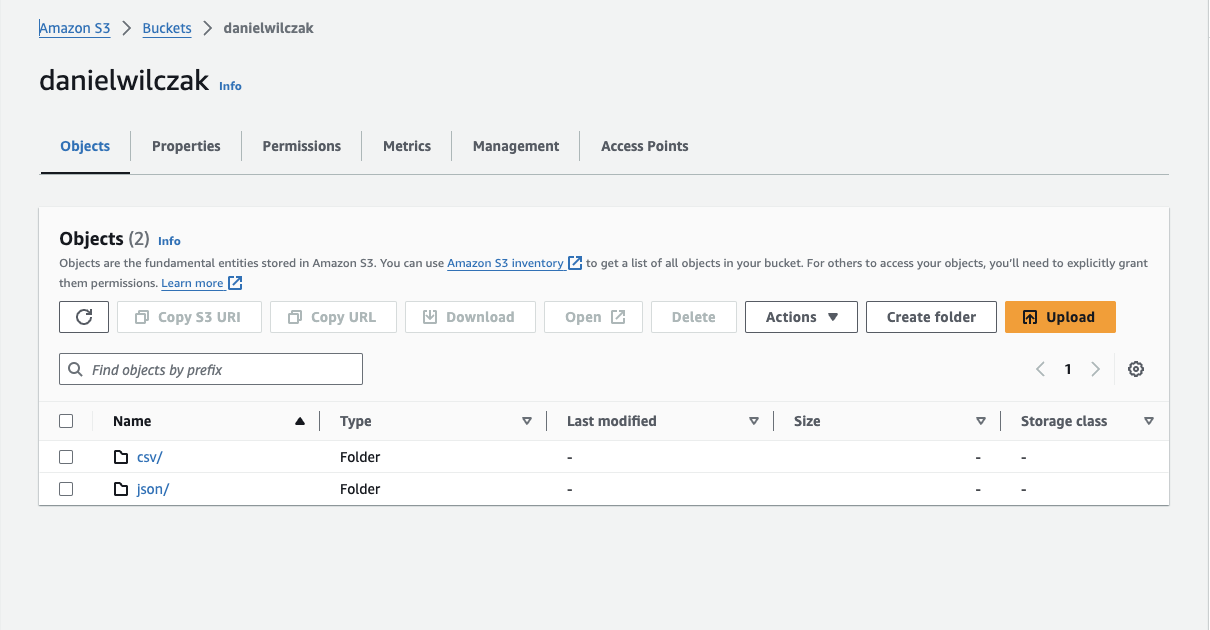 Amazon S3 > Buckets > danielwilczak
danielwilczak Info
Objects Properties Permissions Metrics Management Access Points
Objects (2) Info
Objects are the fundamental entities stored in Amazon S3. You can use Amazon S3 inventory to get a list of all objects in your bucket. For others to access your objects, you'll need to explicitly grant
them permissions. Learn more
Copy S3 URI Copy URL Download Open Delete Actions Create folder Upload
Find objects by prefix 1
Name Type Last modified Size Storage class
csv/ Folder - - -
json/ Folder - - -